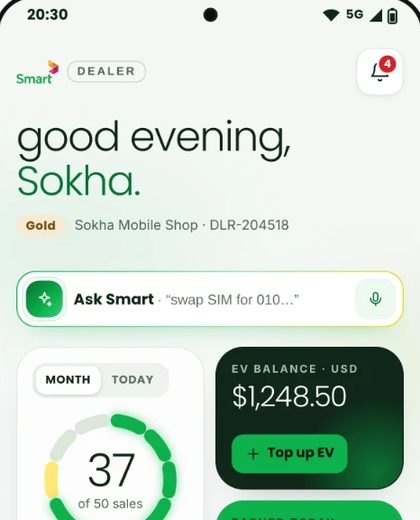 20:30
5G
Smart
DEALER
4
good evening,
Sokha.
Gold
Sokha Mobile Shop · DLR-204518
Ask Smart · “swap SIM for 010…”
MONTH
TODAY
37
of 50 sales
EV BALANCE · USD
$1,248.50
+ Top up EV